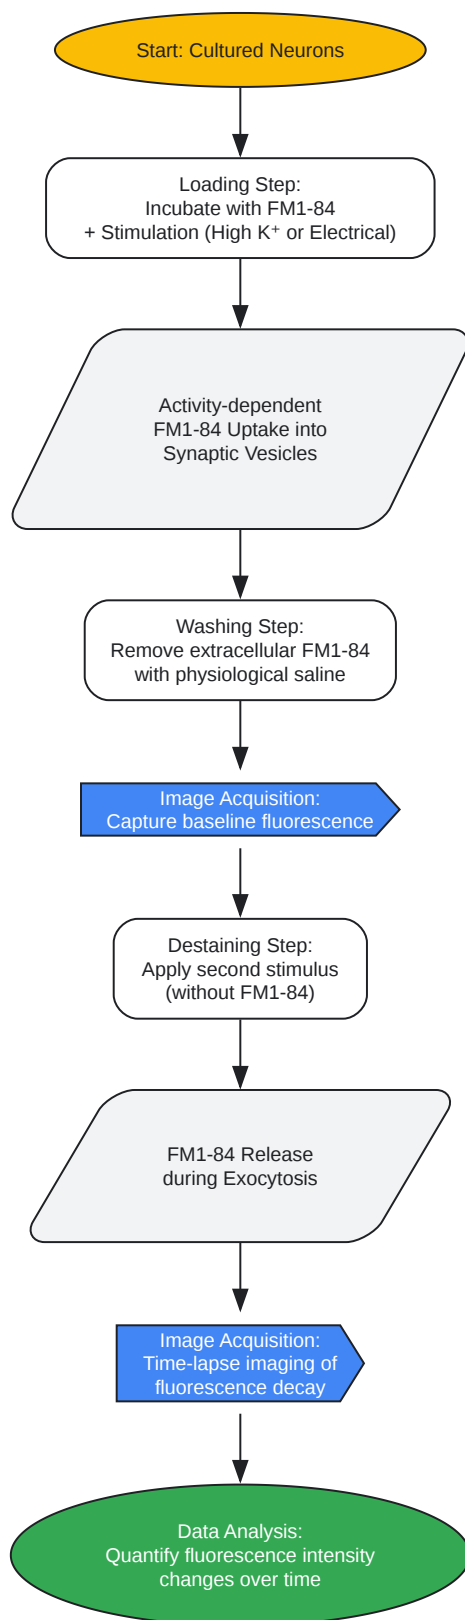 Start: Cultured Neurons
Loading Step:
Incubate with FM1-84
+ Stimulation (High K⁺ or Electrical)
Activity-dependent
FM1-84 Uptake into
Synaptic Vesicles
Washing Step:
Remove extracellular FM1-84
with physiological saline
Image Acquisition:
Capture baseline fluorescence
Destaining Step:
Apply second stimulus
(without FM1-84)
FM1-84 Release
during Exocytosis
Image Acquisition:
Time-lapse imaging of
fluorescence decay
Data Analysis:
Quantify fluorescence intensity
changes over time